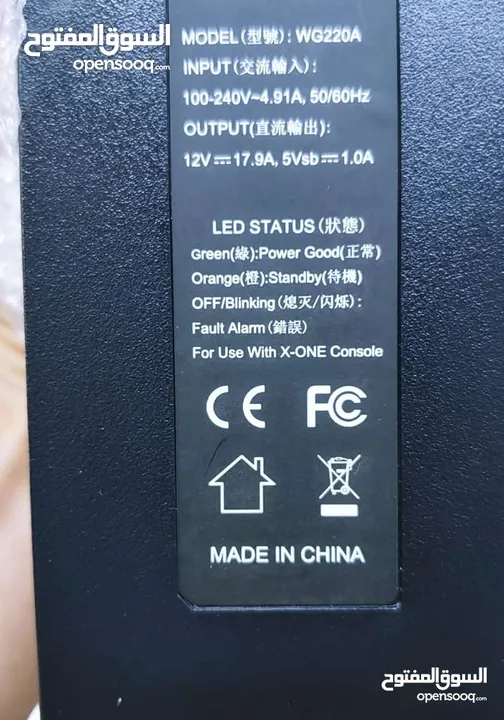 السوق المفتوح
opensooq.com
MODEL(型號): WG220A
INPUT(交流輸入):
100-240V~4.91A, 50/60Hz
OUTPUT(直流輸出):
12V⎓17.9A, 5Vsb⎓1.0A
LED STATUS(狀態)
Green(綠):Power Good(正常)
Orange(橙):Standby(待機)
OFF/Blinking(熄灭/闪烁):
Fault Alarm(錯誤)
For Use With X-ONE Console
CE FC
MADE IN CHINA
السوق المفتوح
opensooq.com